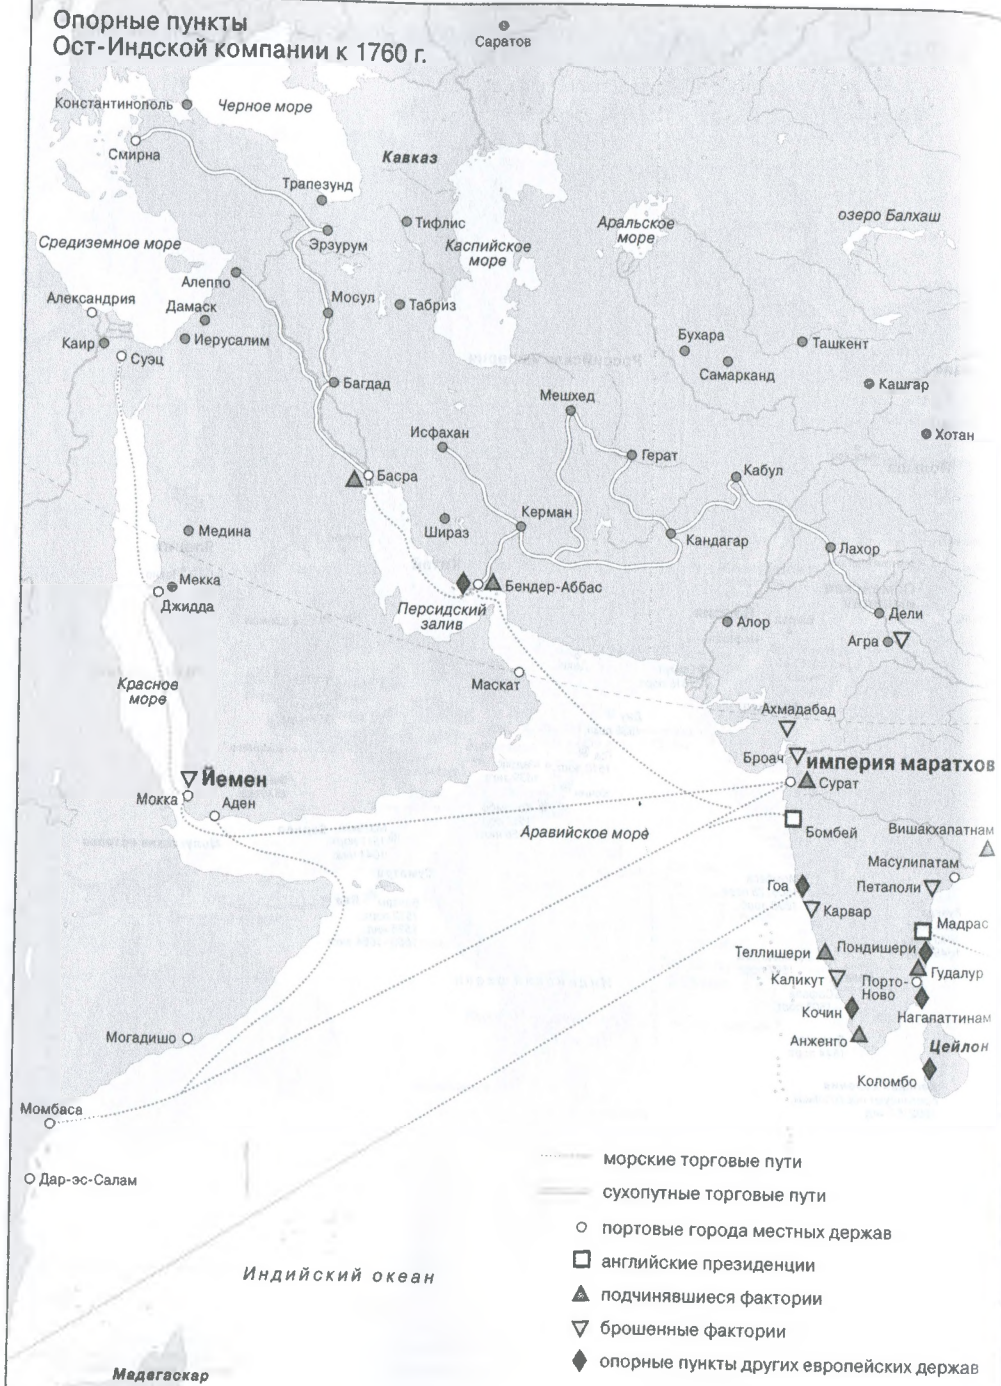 Опорные пункты
Ост-Индской компании к 1760 г.
Саратов
Константинополь
Черное море
Смирна
Кавказ
Трапезунд
Тифлис
Аральское
море
озеро Балхаш
Эрзурум
Каспийское
море
Средиземное море
Алеппо
Александрия
Дамаск
Мосул
Табриз
Каир
Суэц
Иерусалим
Бухара
Ташкент
Самарканд
Кашгар
Багдад
Мешхед
Исфахан
Хотан
Герат
Басра
Кабул
Керман
Медина
Шираз
Кандагар
Лахор
Мекка
Джидда
Бендер-Аббас
Персидский
залив
Алор
Дели
Агра
Красное
море
Маскат
Ахмадабад
Броач
империя маратхов
Йемен
Сурат
Мокка
Аден
Аравийское море
Бомбей
Вишакхапатнам
Масулипатам
Гоа
Петаполи
Карвар
Мадрас
Теллишери
Пондишери
Гудалур
Каликут
Порто-
Ново
Кочин
Нагалаттинам
Могадишо
Анженго
Цейлон
Коломбо
Момбаса
Дар-эс-Салам
морские торговые пути
сухопутные торговые пути
портовые города местных держав
английские президенции
подчинявшиеся фактории
брошенные фактории
опорные пункты других европейских держав
Индийский океан
Мадагаскар